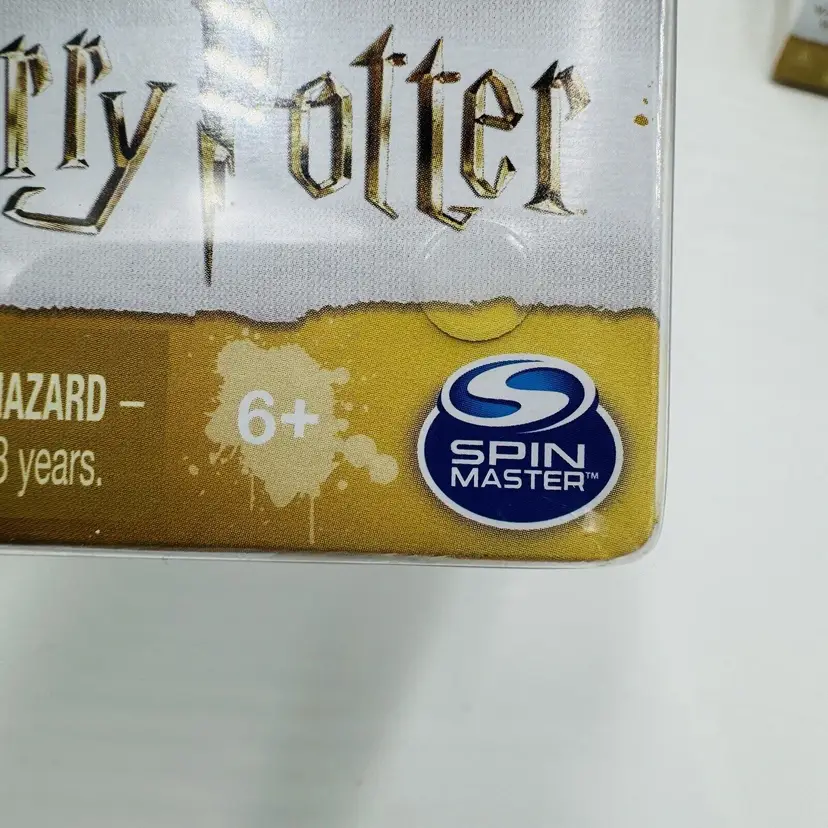 rry Potter
HAZARD –
3 years.
6+
SPIN
MASTER™